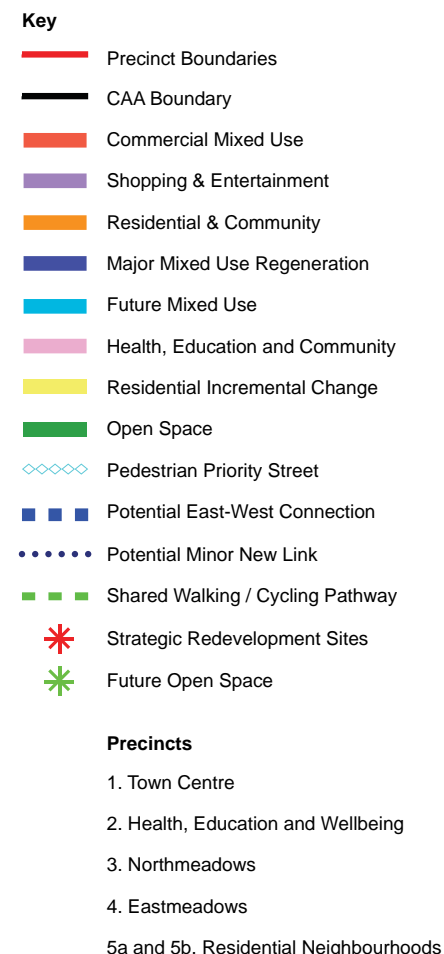 Key
Precinct Boundaries
CAA Boundary
Commercial Mixed Use
Shopping & Entertainment
Residential & Community
Major Mixed Use Regeneration
Future Mixed Use
Health, Education and Community
Residential Incremental Change
Open Space
Pedestrian Priority Street
Potential East-West Connection
Potential Minor New Link
Shared Walking / Cycling Pathway
Strategic Redevelopment Sites
Future Open Space
Precincts
1. Town Centre
2. Health, Education and Wellbeing
3. Northmeadows
4. Eastmeadows
5a and 5b. Residential Neighbourhoods